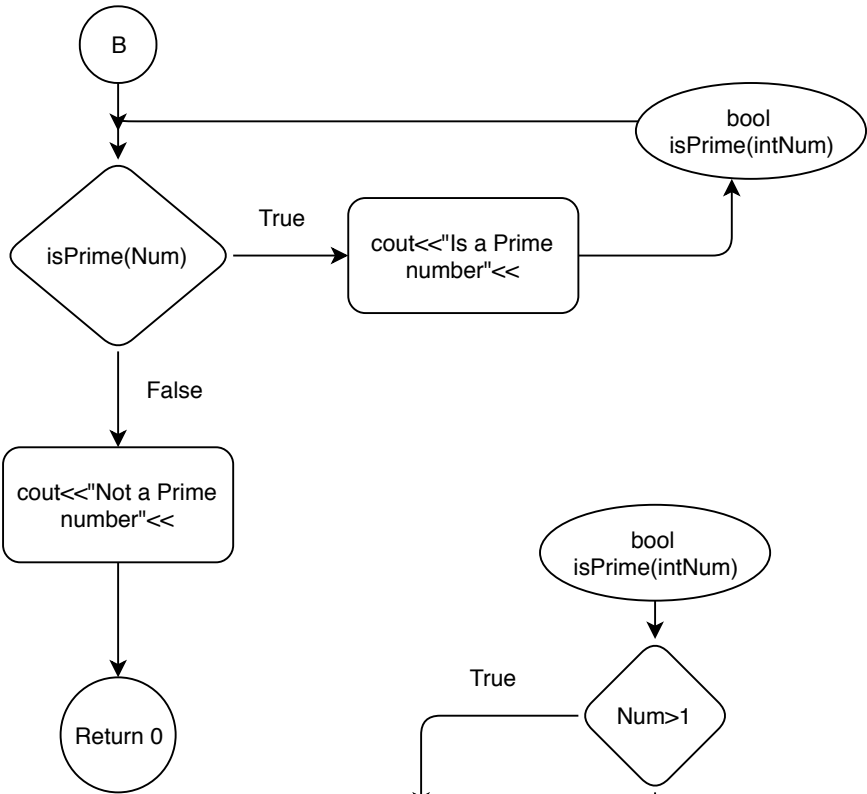 B
bool
isPrime(intNum)
isPrime(Num)
True
cout<<"Is a Prime
number"<<
False
cout<<"Not a Prime
number"<<
bool
isPrime(intNum)
True
Num>1
Return 0